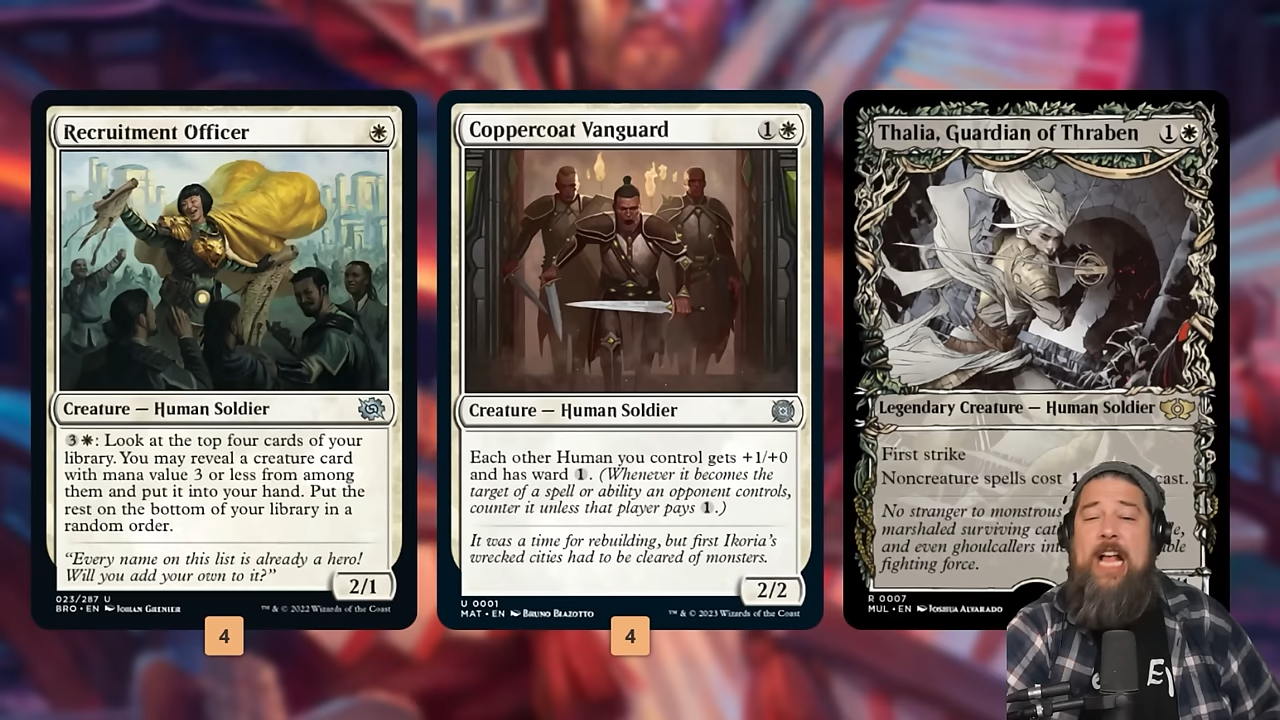 Recruitment Officer
Creature — Human Soldier
3 : Look at the top four cards of your
library. You may reveal a creature card
with mana value 3 or less from among
them and put it into your hand. Put the
rest on the bottom of your library in a
random order.
“Every name on this list is already a hero!
Will you add your own to it?”
2/1
023/287 U
BRO • EN JOHAN GRENIER
™ & © 2022 Wizards of the Coast
4
Coppercoat Vanguard
1
Creature — Human Soldier
Each other Human you control gets +1/+0
and has ward 1. (Whenever it becomes the
target of a spell or ability an opponent controls,
counter it unless that player pays 1.)
It was a time for rebuilding, but first Ikoria’s
wrecked cities had to be cleared of monsters.
2/2
U 0001
MAT • EN BRUNO BIAZOTTO
™ & © 2023 Wizards of the Coast
4
Thalia, Guardian of Thraben
1
Legendary Creature — Human Soldier
First strike
Noncreature spells cost 1 cast.
No stranger to monstrous
marshaled surviving
and even ghoulcallers
fighting force.
R 0007
MUL • EN JOSHUA ALVARADO